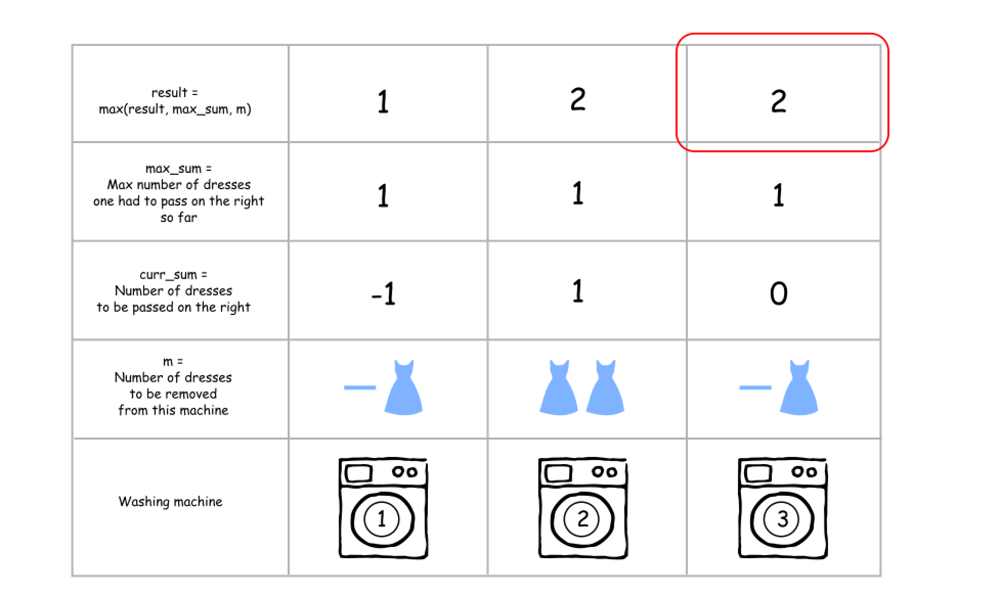 result =
max(result, max_sum, m)
1
2
2
max_sum =
Max number of dresses
one had to pass on the right
so far
1
1
1
curr_sum =
Number of dresses
to be passed on the right
-1
1
0
m =
Number of dresses
to be removed
from this machine
Washing machine
1
2
3